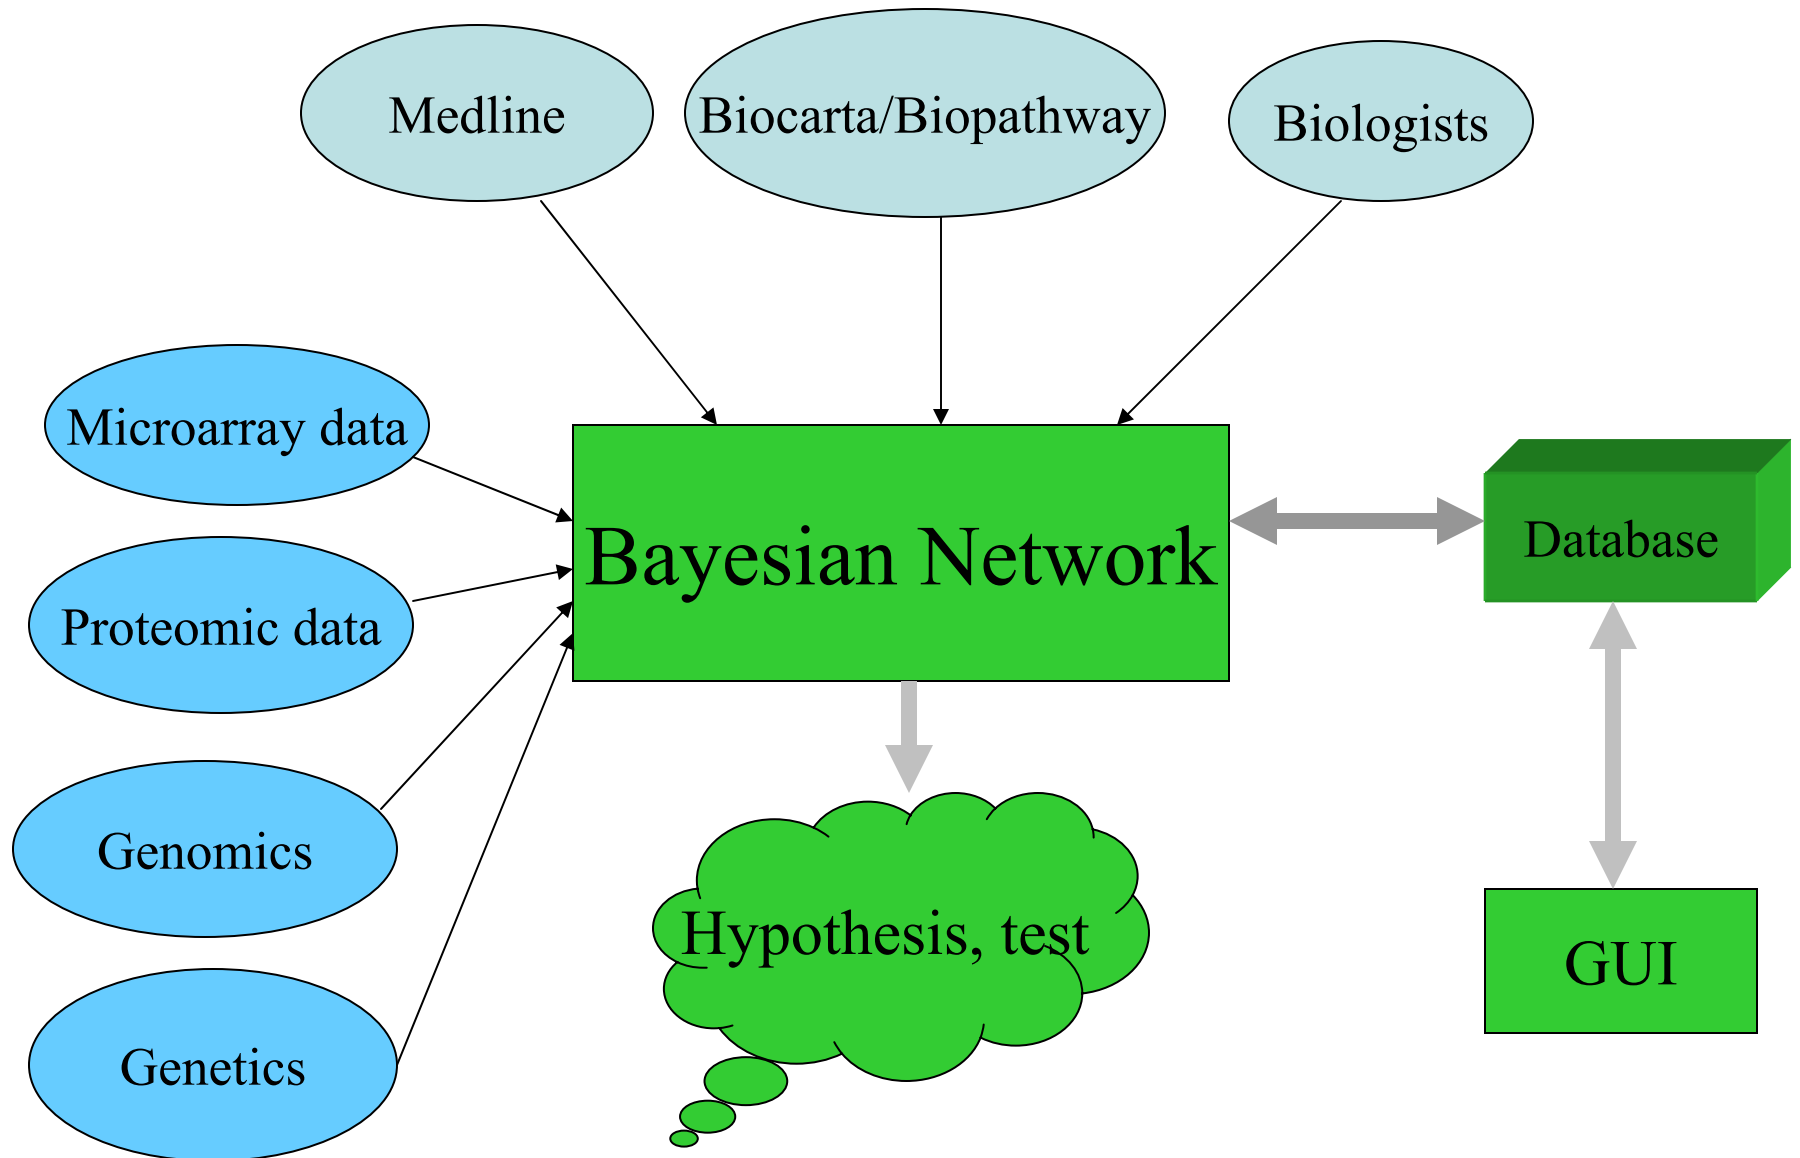 Medline
Biocarta/Biopathway
Biologists
Microarray data
Bayesian Network
Database
Proteomic data
Genomics
Hypothesis, test
GUI
Genetics